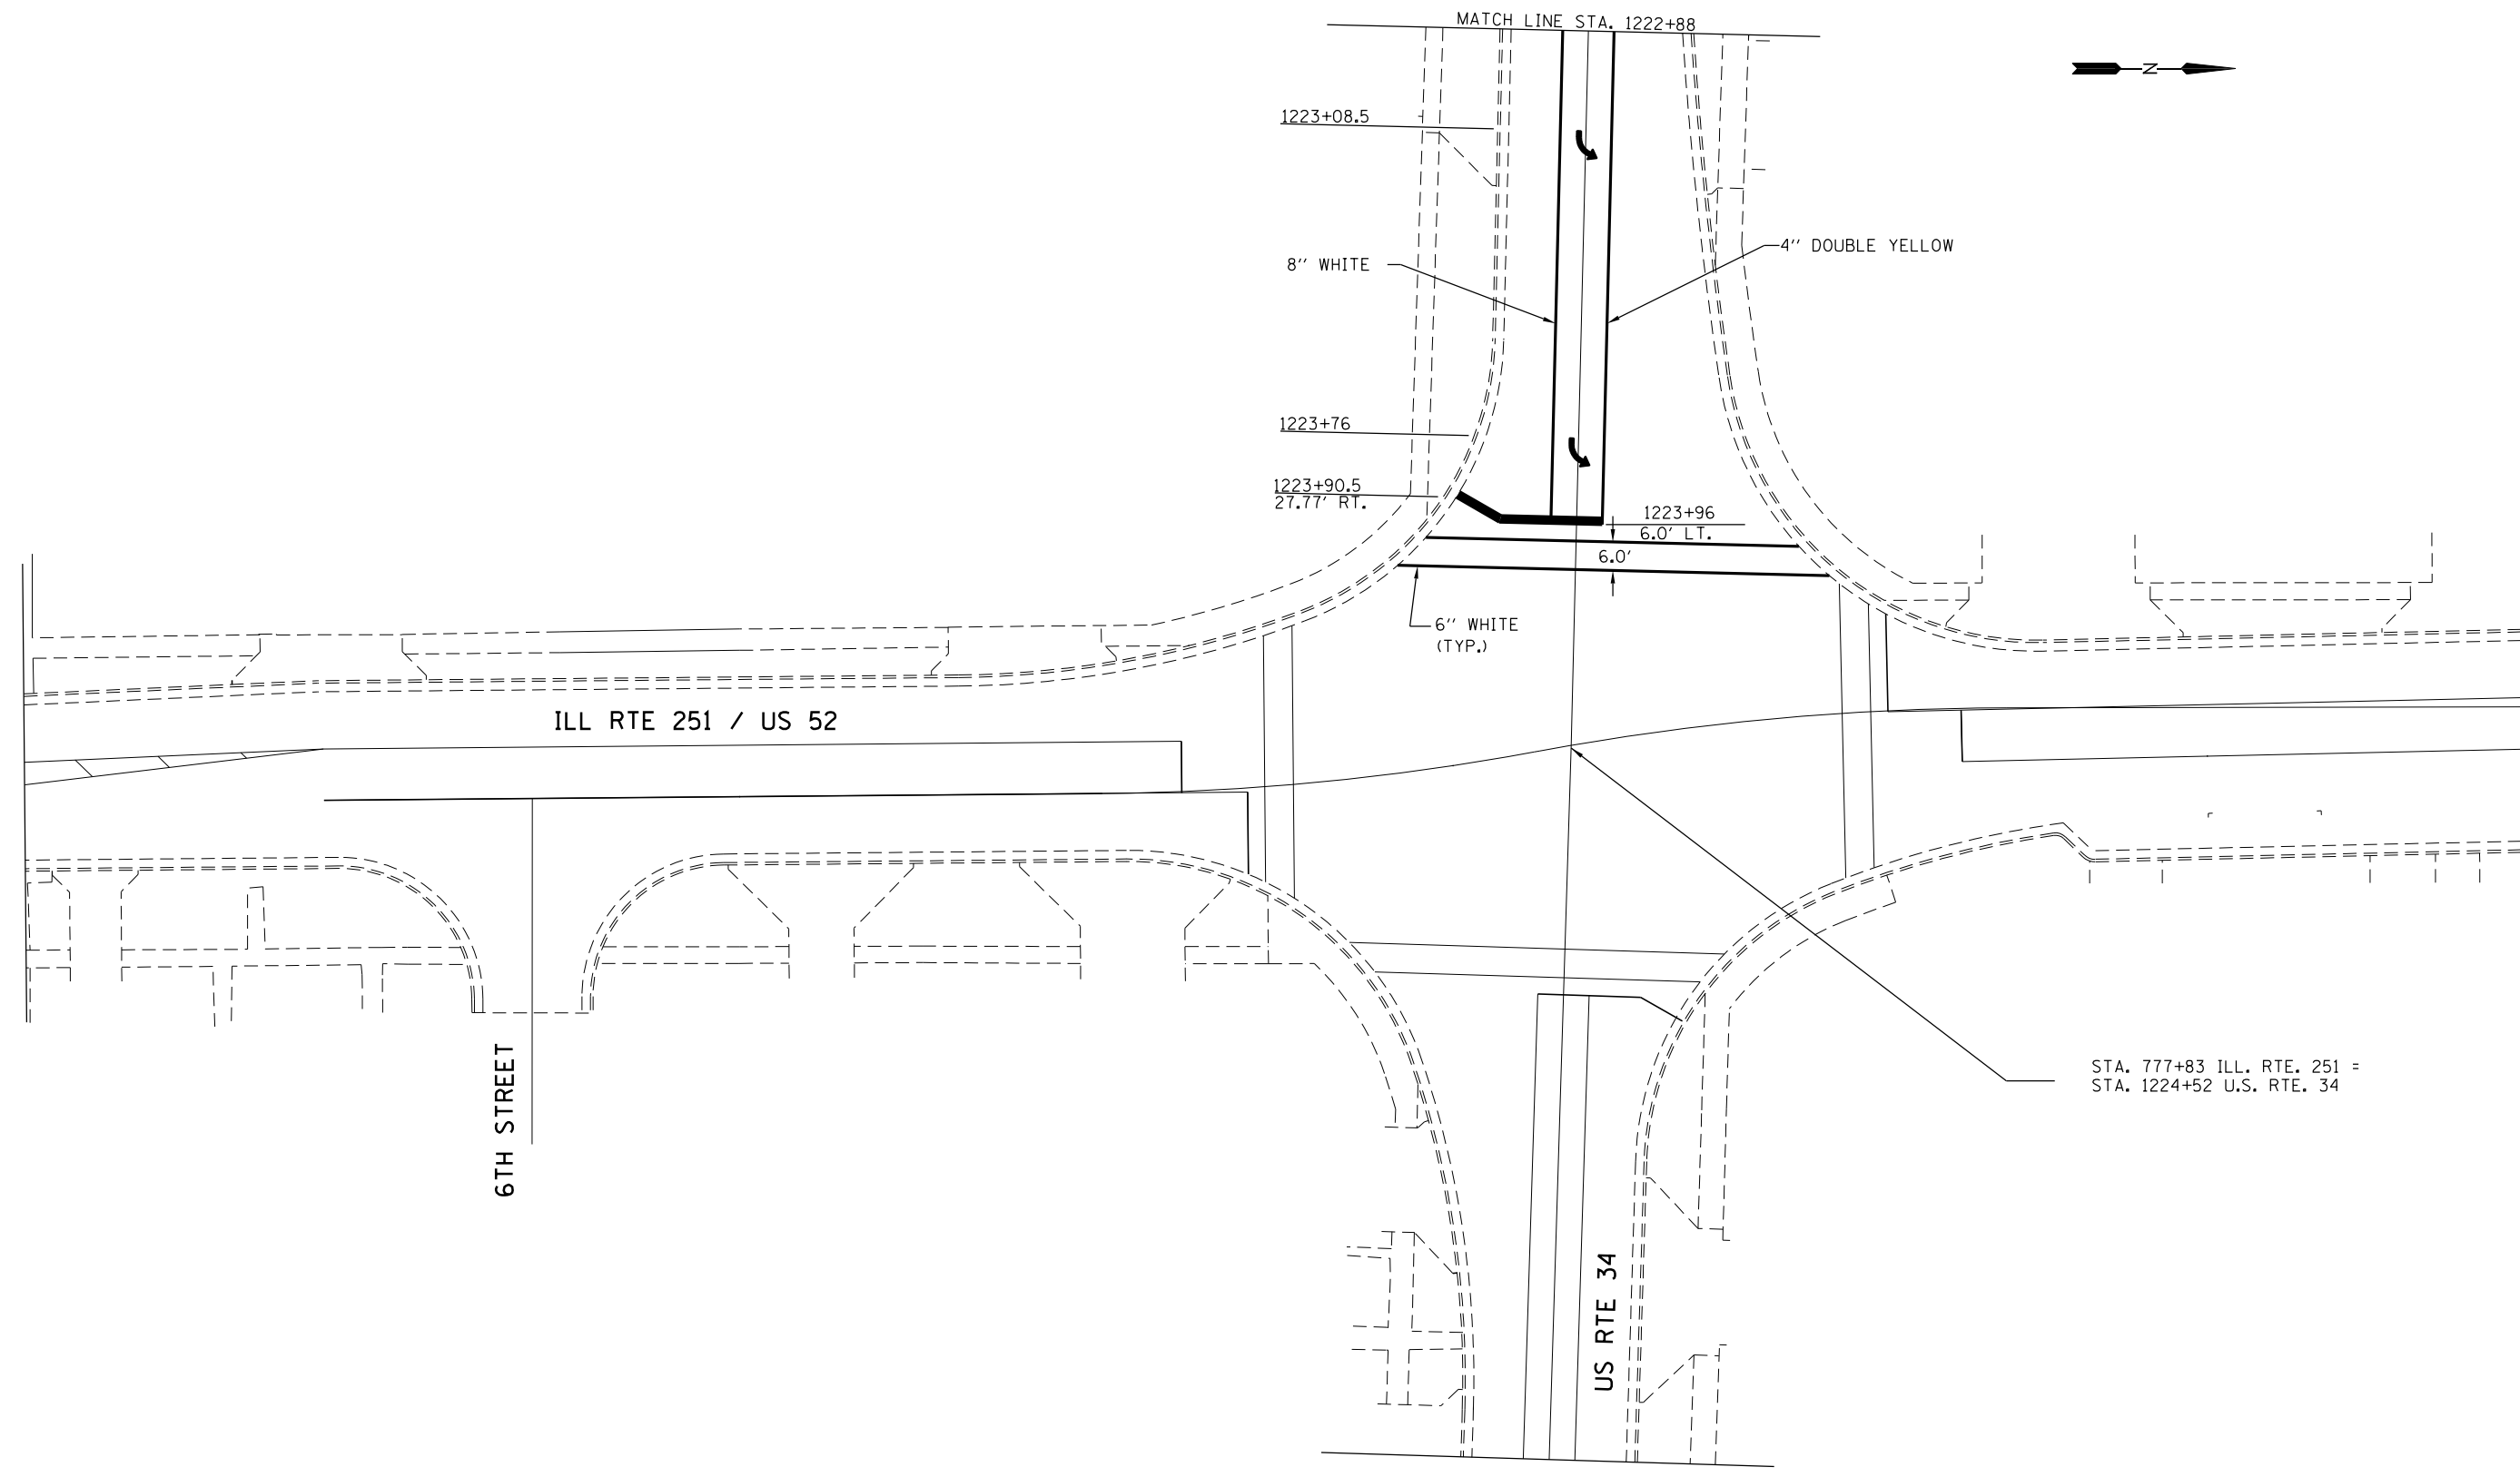 MATCH LINE STA. 1222+88
N
1223+08.5
8'' WHITE
4'' DOUBLE YELLOW
1223+76
1223+90.5
27.77' RT.
1223+96
6.0' LT.
6.0'
6'' WHITE
(TYP.)
ILL RTE 251 / US 52
6TH STREET
STA. 777+83 ILL. RTE. 251 =
STA. 1224+52 U.S. RTE. 34
US RTE 34